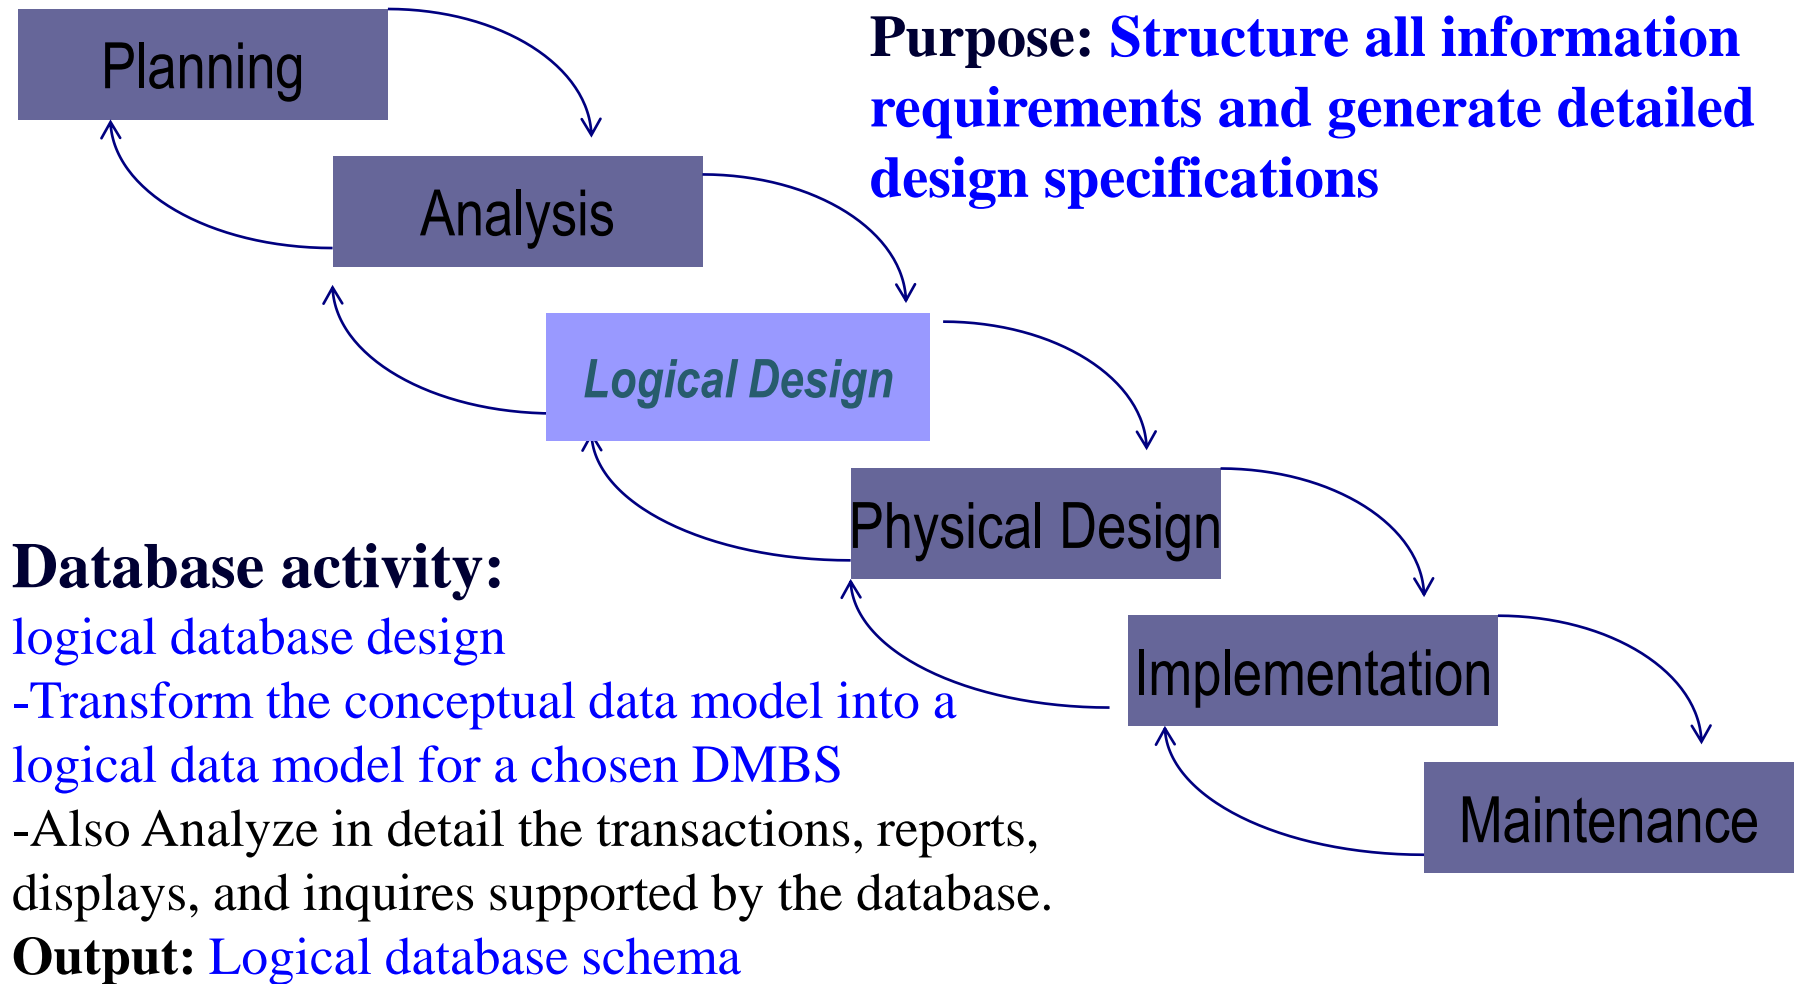 Planning
Purpose: Structure all information
requirements and generate detailed
design specifications
Analysis
Logical Design
Physical Design
Database activity:
logical database design
-Transform the conceptual data model into a
logical data model for a chosen DMBS
-Also Analyze in detail the transactions, reports,
displays, and inquires supported by the database.
Output: Logical database schema
Implementation
Maintenance